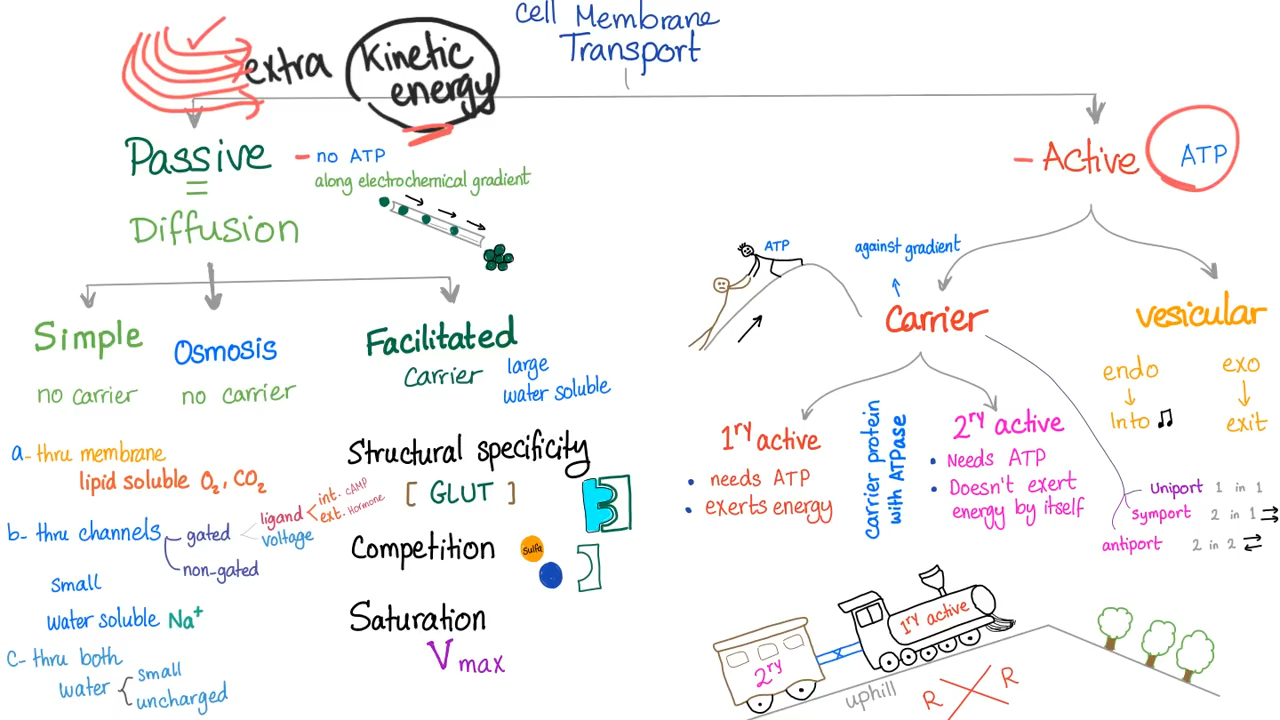 cell Membrane
Transport
extra Kinetic
energy
Passive
- no ATP
along electrochemical gradient
Diffusion
- Active ATP
Simple
no carrier
Osmosis
no carrier
Facilitated
Carrier
large
water soluble
a- thru membrane
lipid soluble O₂, CO₂
b- thru channels
gated
non-gated
ligand
voltage
int. cAMP
ext. Hormone
small
water soluble Na⁺
c- thru both
water
small
uncharged
Structural specificity
[ GLUT ]
Competition
Sulfa
Saturation
Vmax
ATP
against gradient
Carrier
vesicular
endo
Into
exo
exit
1ry active
• needs ATP
• exerts energy
carrier protein
with ATPase
2ry active
• Needs ATP
• Doesn't exert
energy by itself
Uniport 1 in 1
symport 2 in 1
antiport 2 in 2
1ry active
2ry
uphill
R R